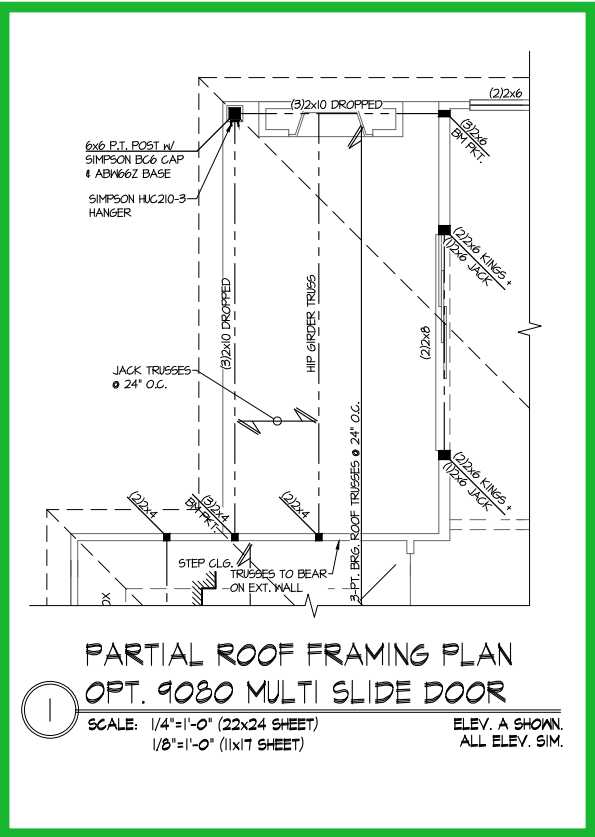 (2)2x6
(3)2x10 DROPPED
(3)2x6
BM PKT.
6x6 P.T. POST w/
SIMPSON BC6 CAP
& ABW66Z BASE
SIMPSON HUC210-3
HANGER
(2)2x6 KINGS +
(1)2x6 JACK
(3)2x10 DROPPED
HIP GIRDER TRUSS
(2)2x8
JACK TRUSSES
@ 24" O.C.
3-PT. BRG. ROOF TRUSSES @ 24" O.C.
(2)2x6 KINGS +
(1)2x6 JACK
(2)2x4
(3)2x4
BM PKT.
(2)2x4
STEP CLG.
TRUSSES TO BEAR
ON EXT. WALL
OX
PARTIAL ROOF FRAMING PLAN
OPT. 9080 MULTI SLIDE DOOR
1
SCALE: 1/4"=1'-0" (22x24 SHEET)
1/8"=1'-0" (11x17 SHEET)
ELEV. A SHOWN.
ALL ELEV. SIM.